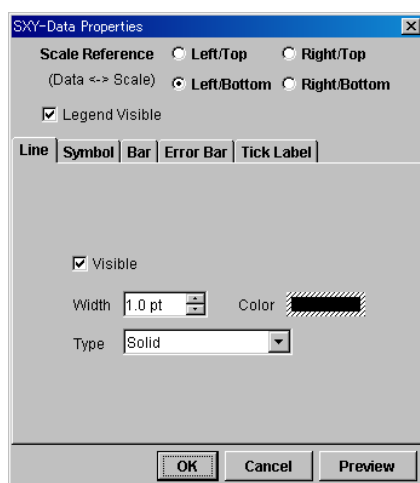 SXY-Data Properties
Scale Reference Left/Top Right/Top
(Data <-> Scale) Left/Bottom Right/Bottom
Legend Visible
Line Symbol Bar Error Bar Tick Label
Visible
Width 1.0 pt Color
Type Solid
OK Cancel Preview